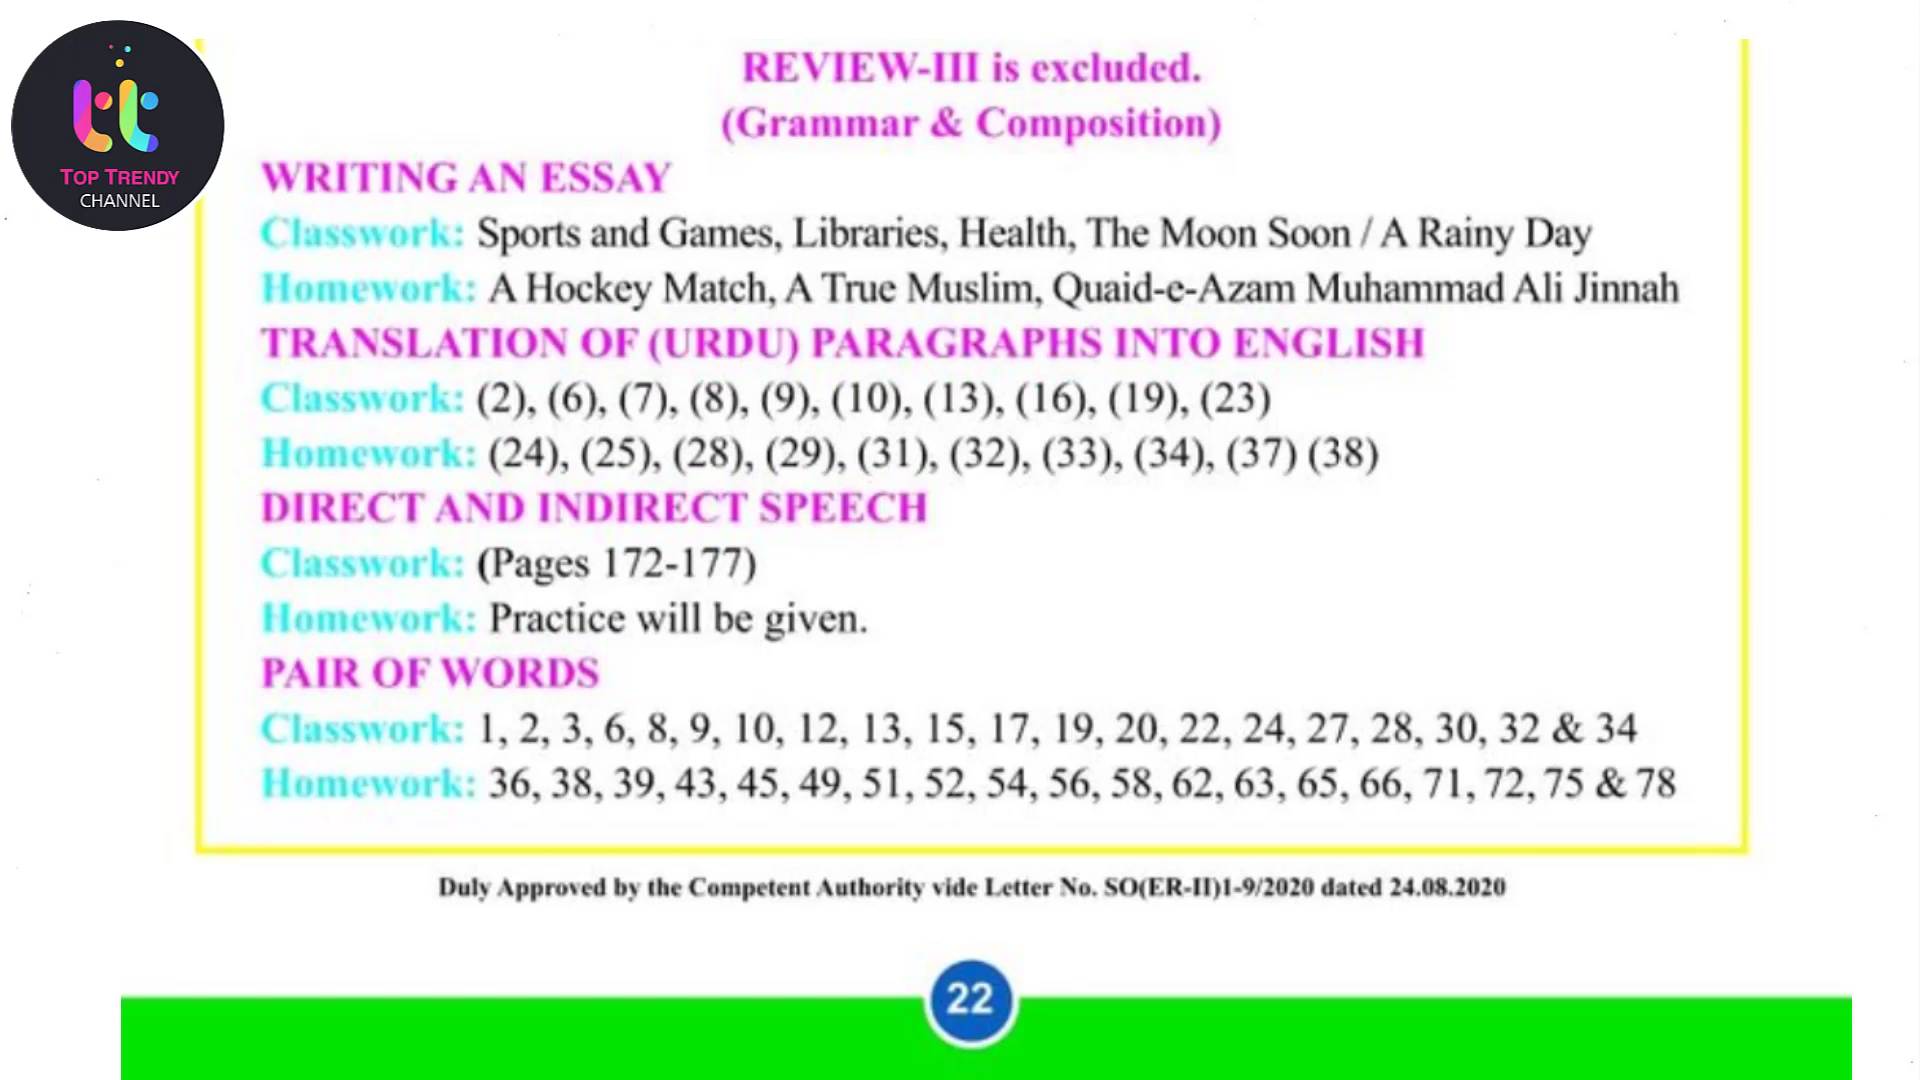 TOP TRENDY
CHANNEL
REVIEW-III is excluded.
(Grammar & Composition)
WRITING AN ESSAY
Classwork: Sports and Games, Libraries, Health, The Moon Soon / A Rainy Day
Homework: A Hockey Match, A True Muslim, Quaid-e-Azam Muhammad Ali Jinnah
TRANSLATION OF (URDU) PARAGRAPHS INTO ENGLISH
Classwork: (2), (6), (7), (8), (9), (10), (13), (16), (19), (23)
Homework: (24), (25), (28), (29), (31), (32), (33), (34), (37) (38)
DIRECT AND INDIRECT SPEECH
Classwork: (Pages 172-177)
Homework: Practice will be given.
PAIR OF WORDS
Classwork: 1, 2, 3, 6, 8, 9, 10, 12, 13, 15, 17, 19, 20, 22, 24, 27, 28, 30, 32 & 34
Homework: 36, 38, 39, 43, 45, 49, 51, 52, 54, 56, 58, 62, 63, 65, 66, 71, 72, 75 & 78
Duly Approved by the Competent Authority vide Letter No. SO(ER-II)1-9/2020 dated 24.08.2020
22